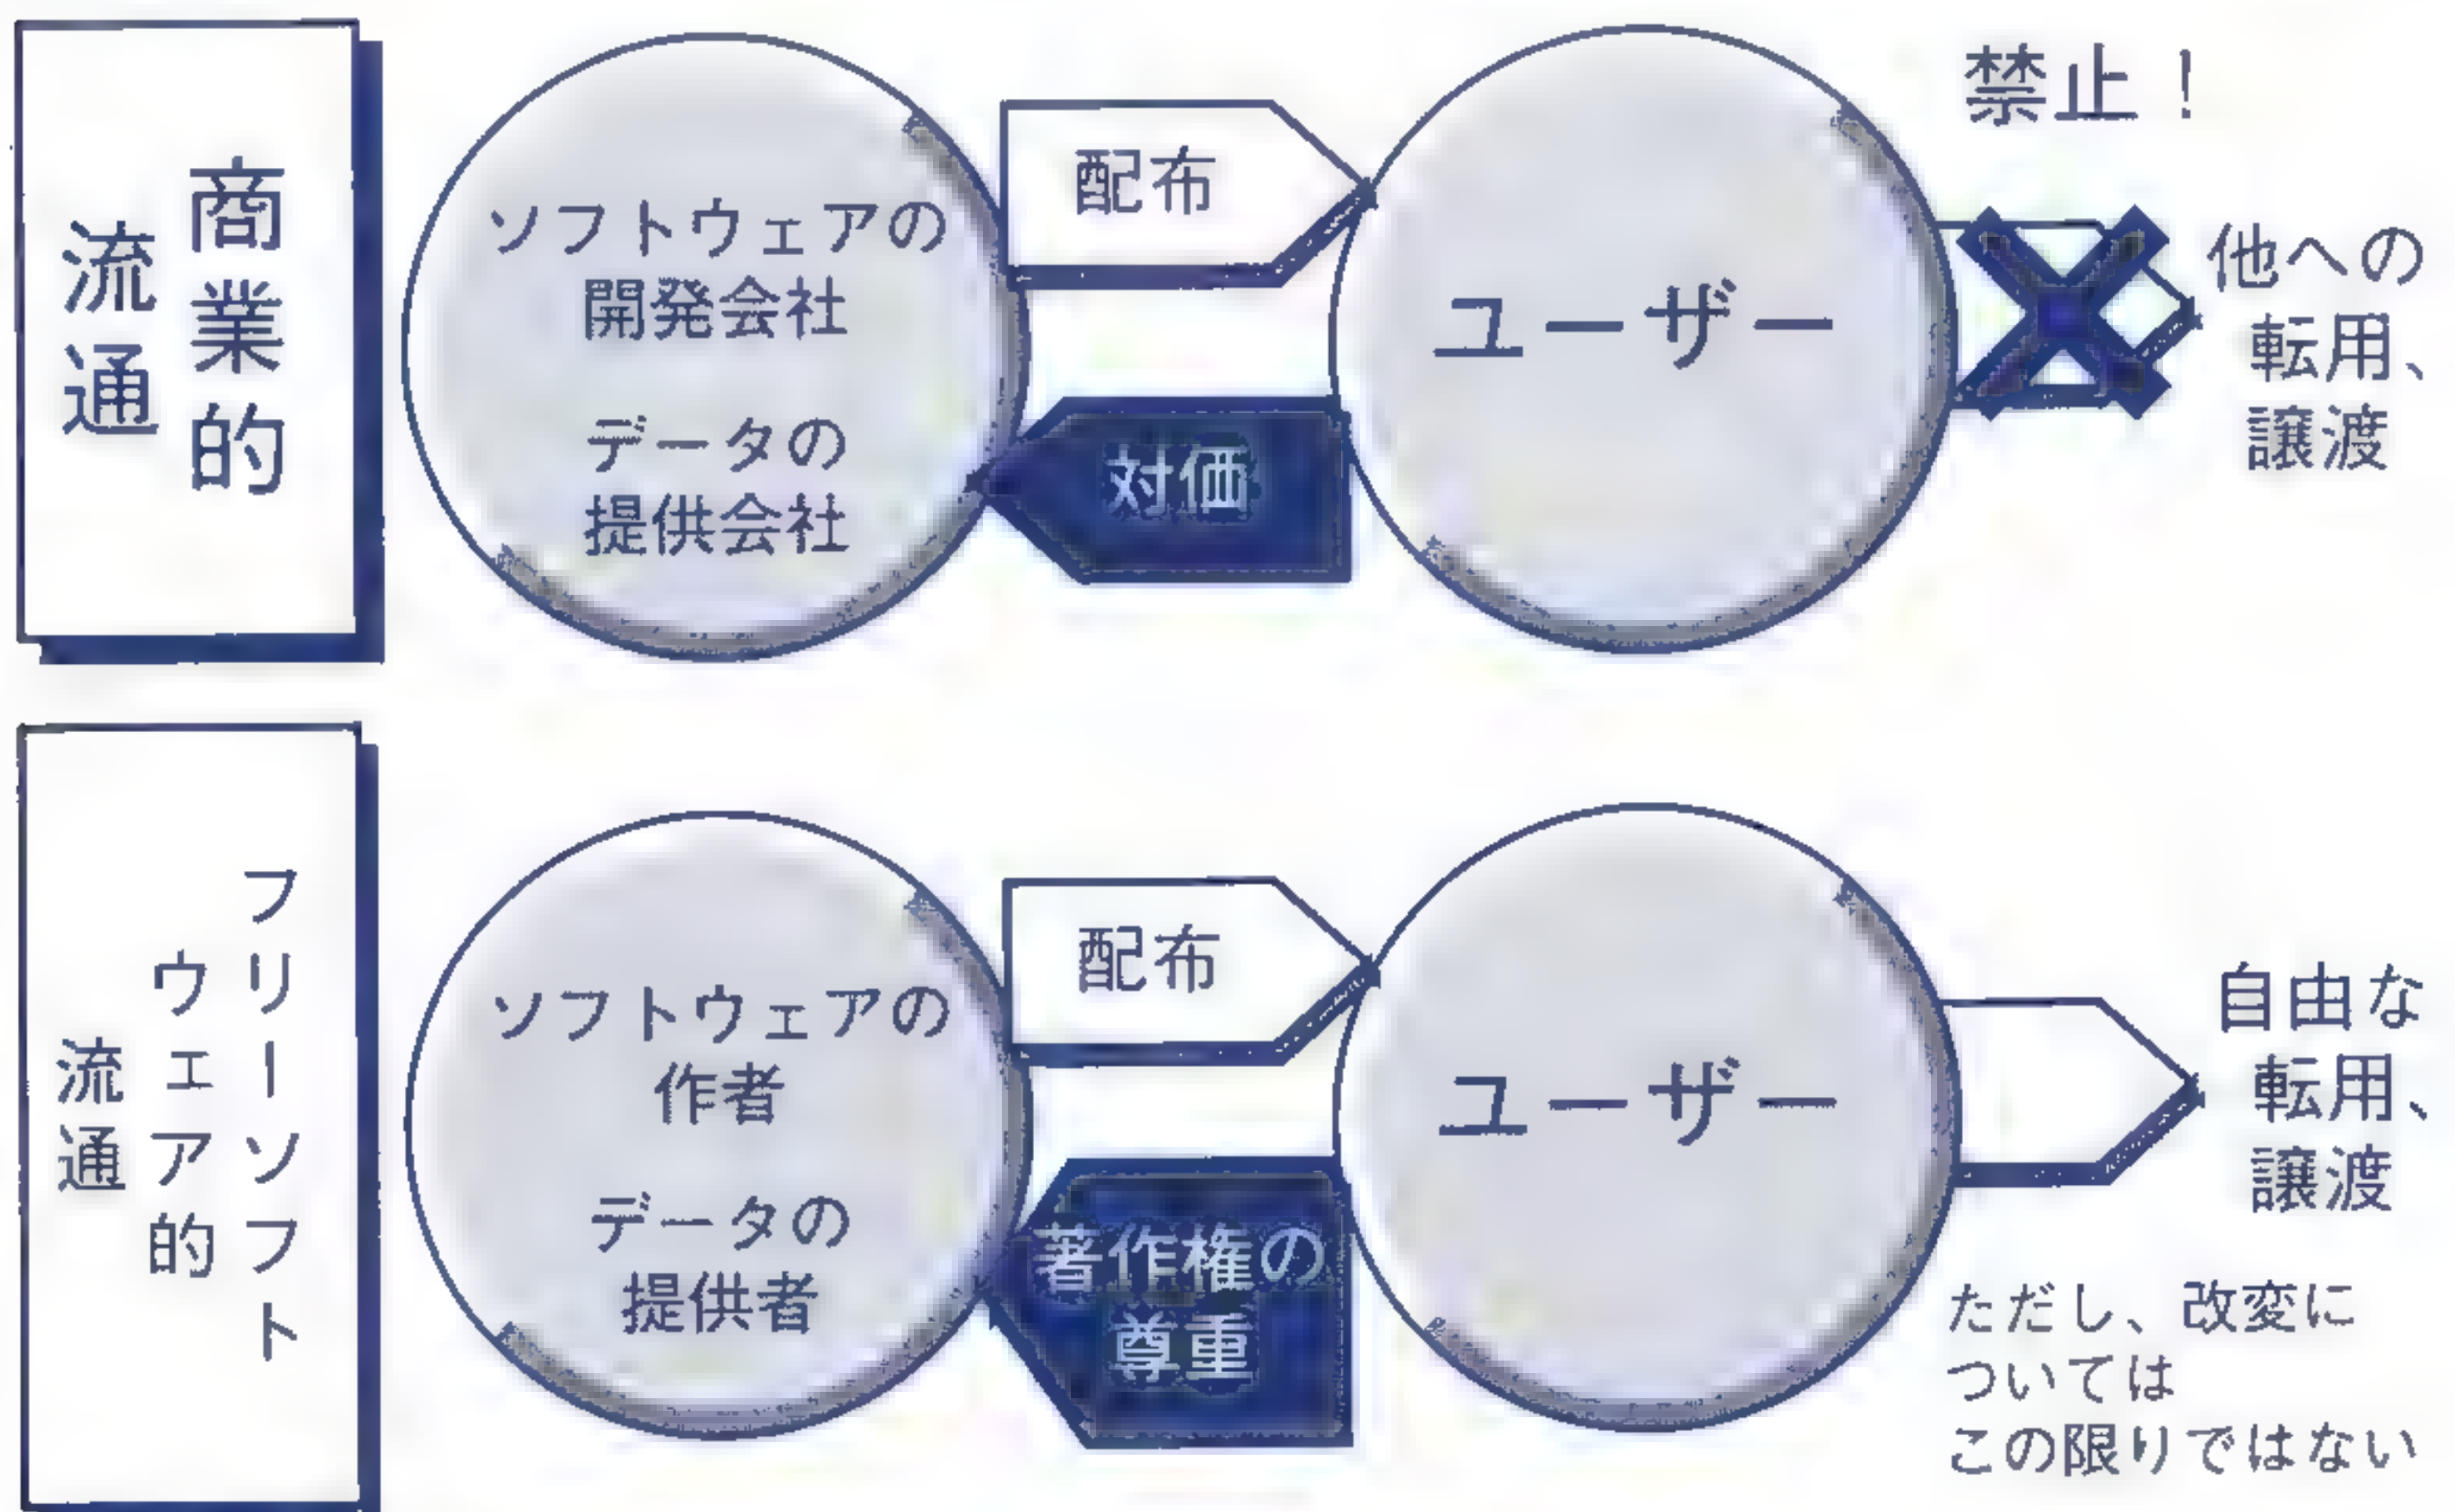 商業的
流通
ソフトウェアの
開発会社
データの
提供会社
配布
対価
ユーザー
禁止！
他への
転用、
譲渡
フリーソフト
ウェア的
流通
ソフトウェアの
作者
データの
提供者
配布
著作権の
尊重
ユーザー
自由な
転用、
譲渡
ただし、改変に
ついては
この限りではない